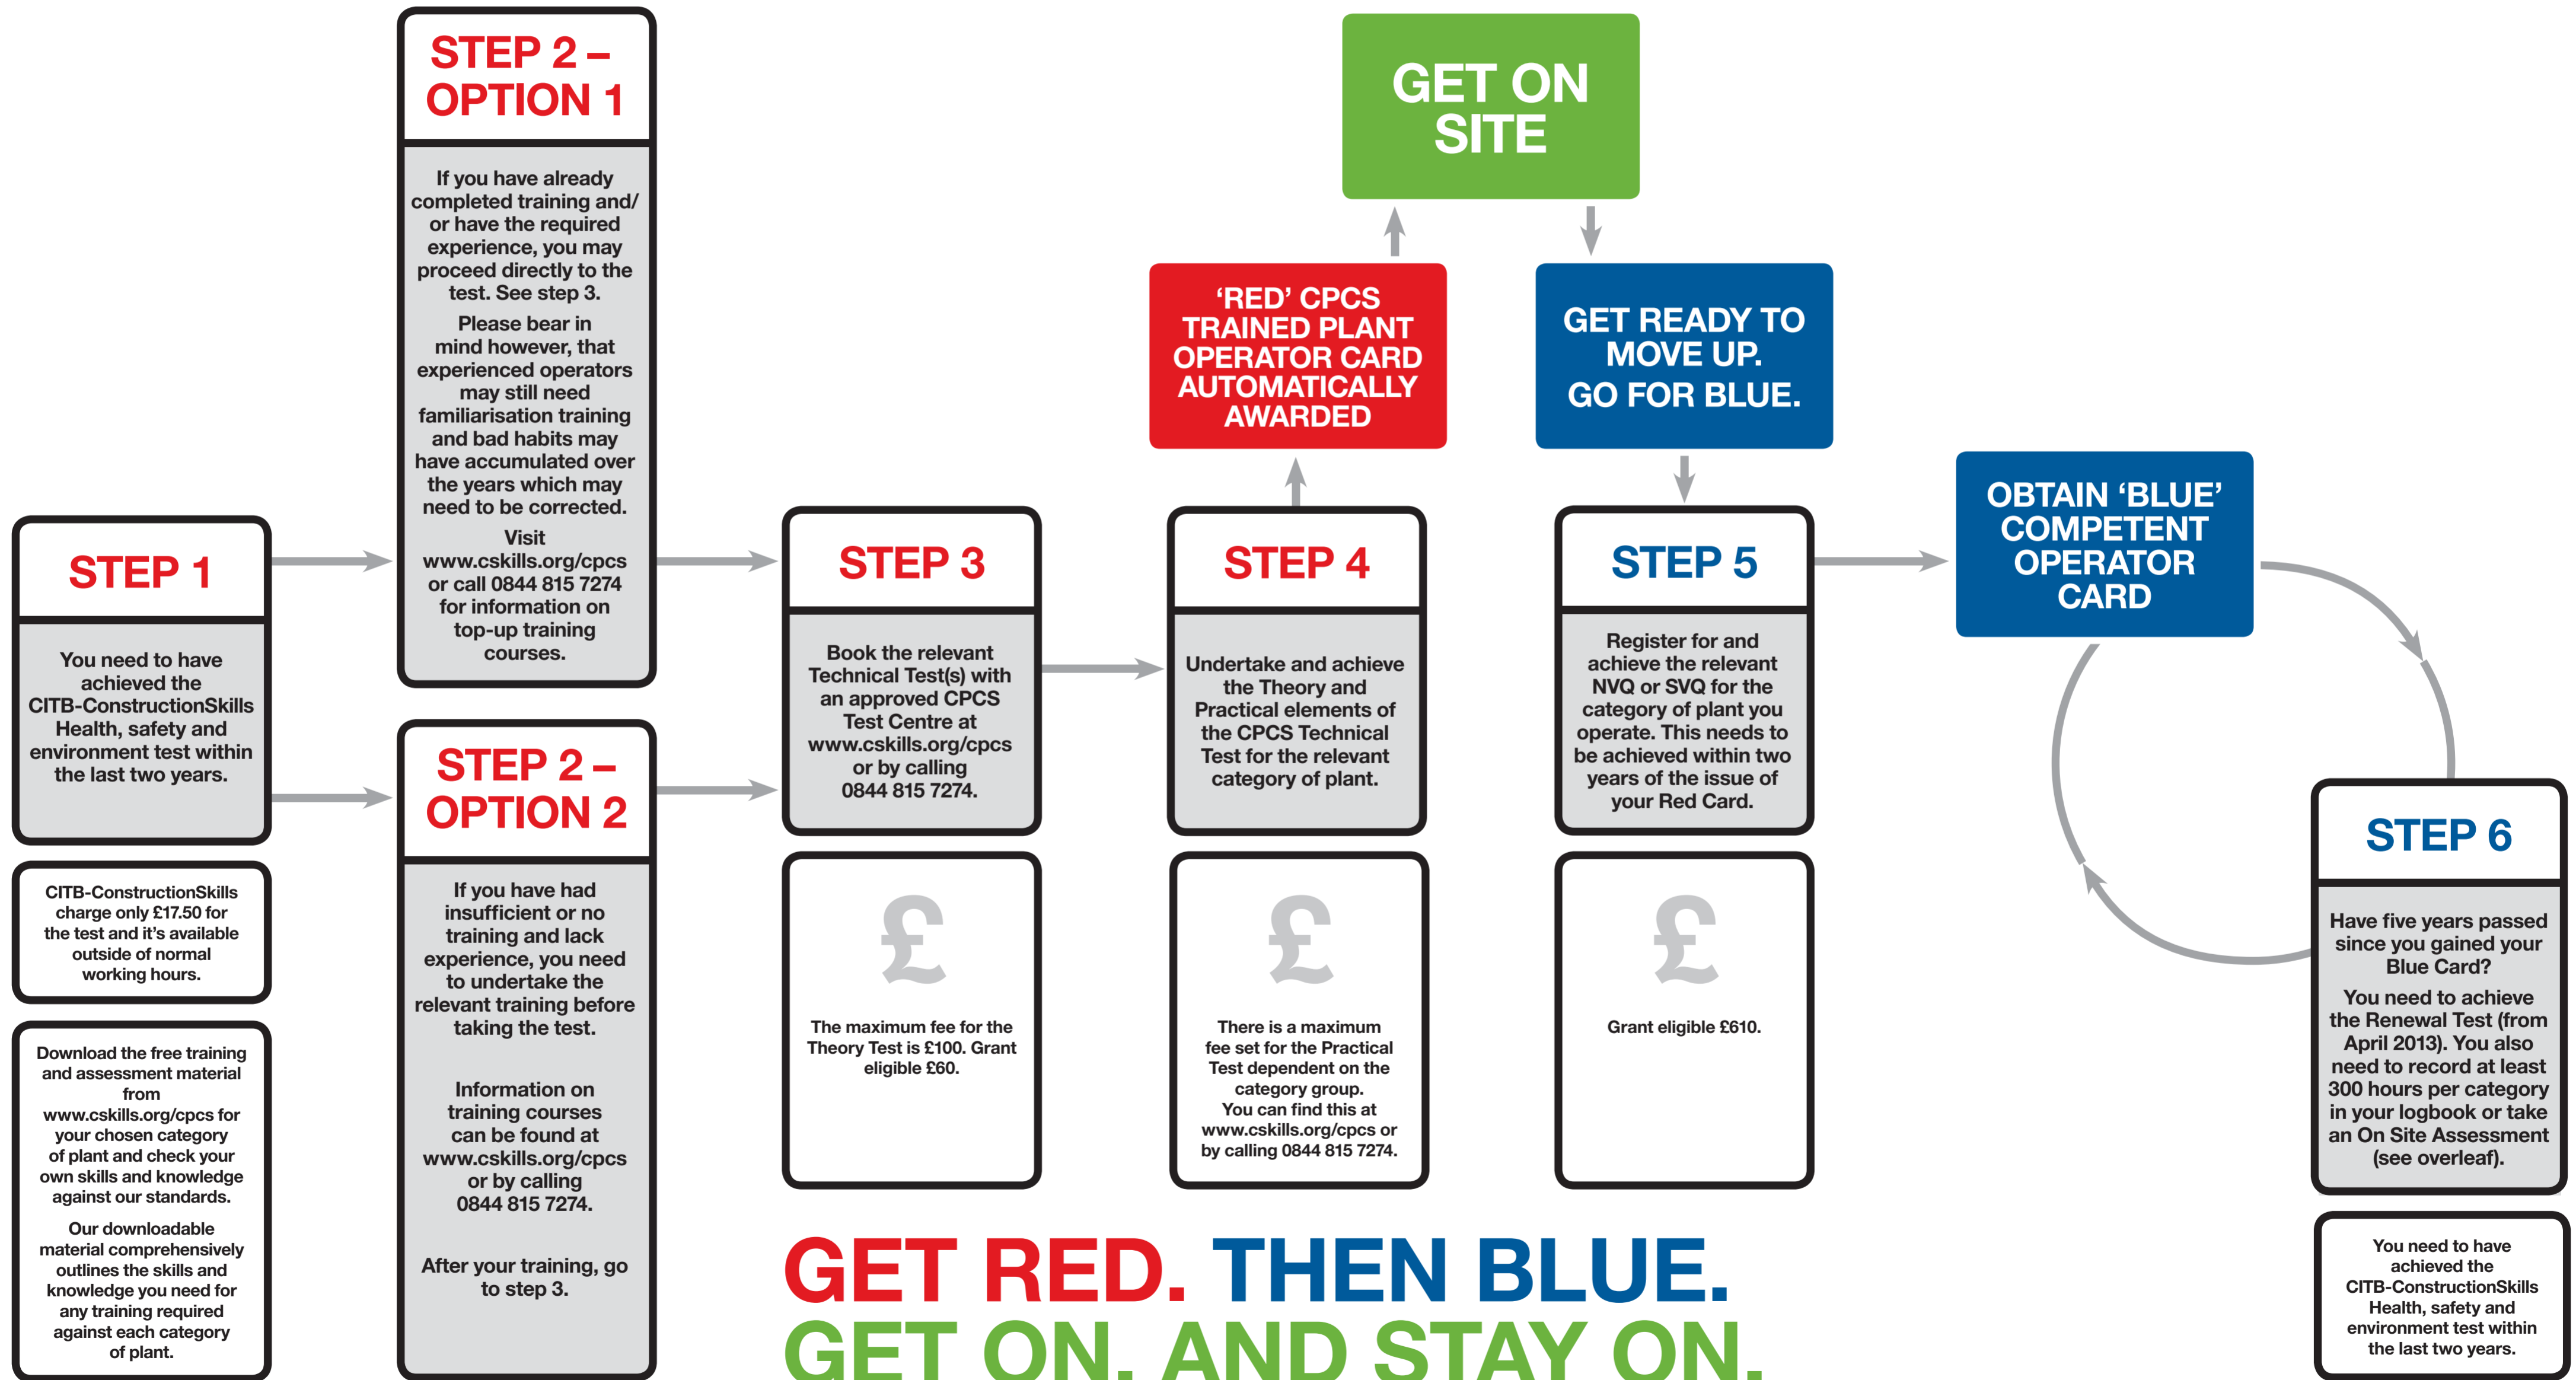 STEP 1
You need to have
achieved the
CITB-ConstructionSkills
Health, safety and
environment test within
the last two years.
CITB-ConstructionSkills
charge only £17.50 for
the test and it’s available
outside of normal
working hours.
Download the free training
and assessment material
from
www.cskills.org/cpcs for
your chosen category
of plant and check your
own skills and knowledge
against our standards.
Our downloadable
material comprehensively
outlines the skills and
knowledge you need for
any training required
against each category
of plant.
STEP 2 –
OPTION 1
If you have already
completed training and/
or have the required
experience, you may
proceed directly to the
test. See step 3.
Please bear in
mind however, that
experienced operators
may still need
familiarisation training
and bad habits may
have accumulated over
the years which may
need to be corrected.
Visit
www.cskills.org/cpcs
or call 0844 815 7274
for information on
top-up training
courses.
STEP 2 –
OPTION 2
If you have had
insufficient or no
training and lack
experience, you need
to undertake the
relevant training before
taking the test.
Information on
training courses
can be found at
www.cskills.org/cpcs
or by calling
0844 815 7274.
After your training, go
to step 3.
STEP 3
Book the relevant
Technical Test(s) with
an approved CPCS
Test Centre at
www.cskills.org/cpcs
or by calling
0844 815 7274.
£
The maximum fee for the
Theory Test is £100. Grant
eligible £60.
STEP 4
Undertake and achieve
the Theory and
Practical elements of
the CPCS Technical
Test for the relevant
category of plant.
£
There is a maximum
fee set for the Practical
Test dependent on the
category group.
You can find this at
www.cskills.org/cpcs or
by calling 0844 815 7274.
‘RED’ CPCS
TRAINED PLANT
OPERATOR CARD
AUTOMATICALLY
AWARDED
GET ON
SITE
GET READY TO
MOVE UP.
GO FOR BLUE.
STEP 5
Register for and
achieve the relevant
NVQ or SVQ for the
category of plant you
operate. This needs to
be achieved within two
years of the issue of
your Red Card.
£
Grant eligible £610.
OBTAIN ‘BLUE’
COMPETENT
OPERATOR
CARD
STEP 6
Have five years passed
since you gained your
Blue Card?
You need to achieve
the Renewal Test (from
April 2013). You also
need to record at least
300 hours per category
in your logbook or take
an On Site Assessment
(see overleaf).
You need to have
achieved the
CITB-ConstructionSkills
Health, safety and
environment test within
the last two years.
GET RED. THEN BLUE.
GET ON. AND STAY ON.